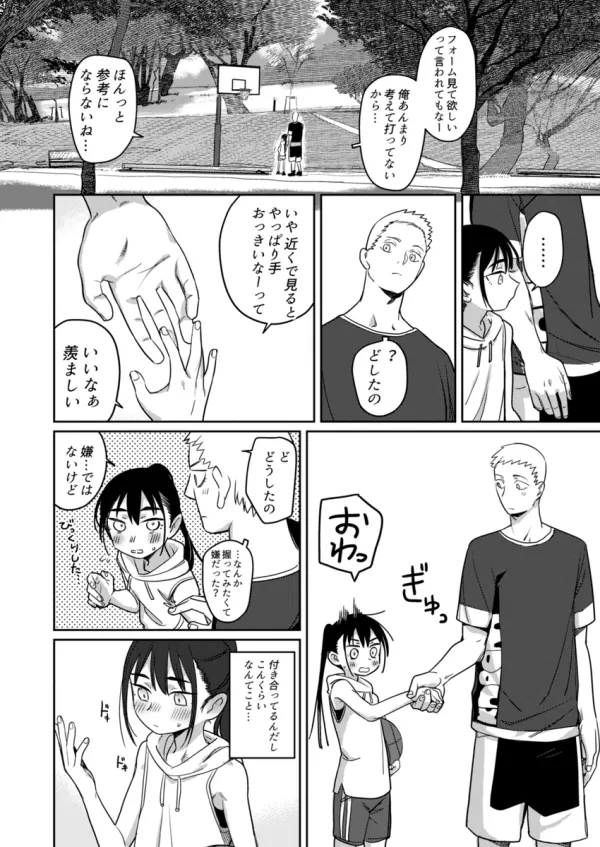 フォーム見て欲しい
って言われてもなー
俺あんまり
考えて打ってない
から…
ほんっと
参考に
ならないね…
……
？
どしたの
いや近くで見ると
やっぱり手
おっきいなーって
いいなぁ
羨ましい
ぎゅっ
おわっ
ど
どうしたの
…なんか
握ってみたくて
嫌だった？
嫌…では
ないけど
びっくりした…
付き合ってるんだし
こんくらい
なんてこと…
ドキ
ドキ